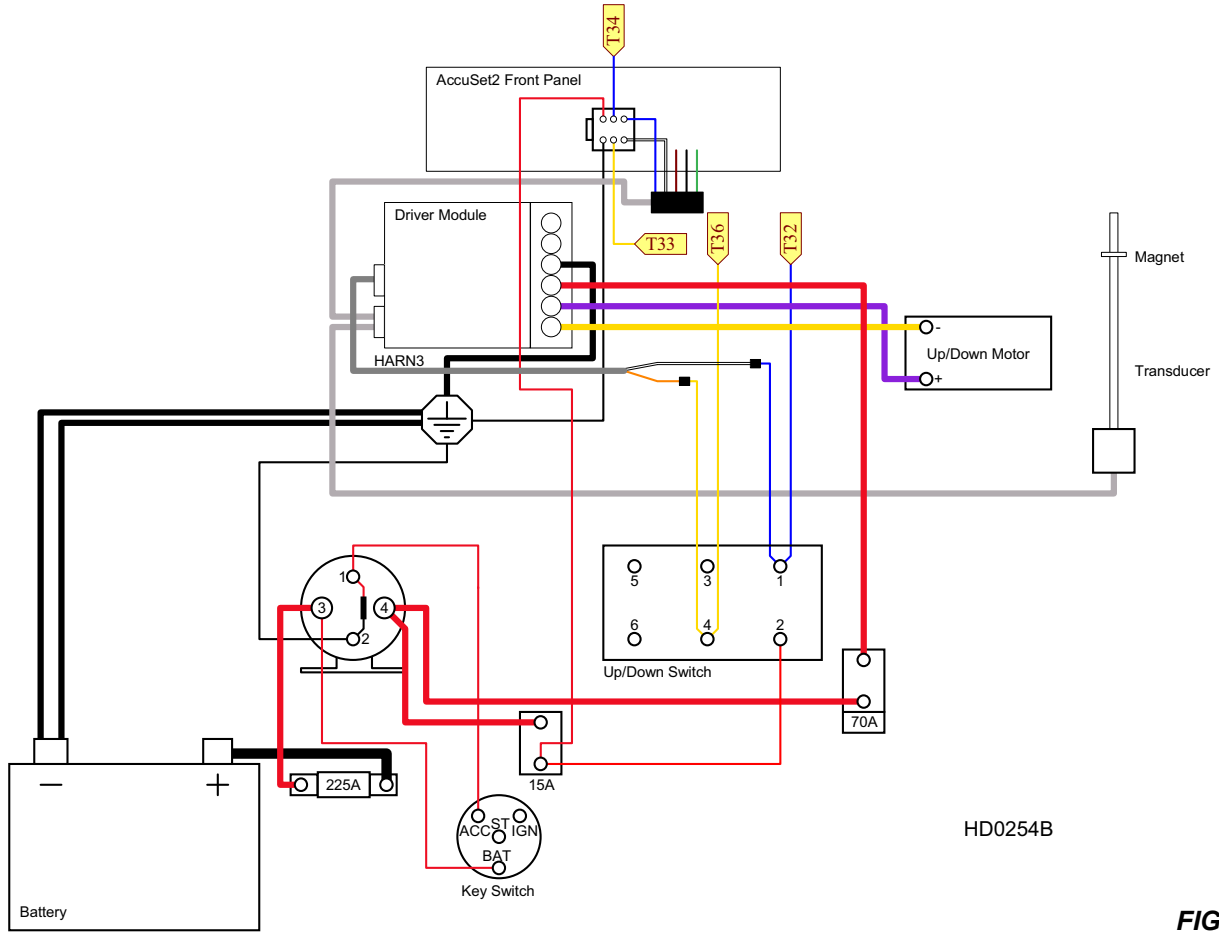 T34
AccuSet2 Front Panel
Driver Module
T33
T36
T32
Magnet
-
Up/Down Motor
+
HARN3
Transducer
1
3
4
2
5
3
1
6
4
2
Up/Down Switch
70A
15A
225A
− +
ACC ST IGN
BAT
Key Switch
Battery
HD0254B
FIG